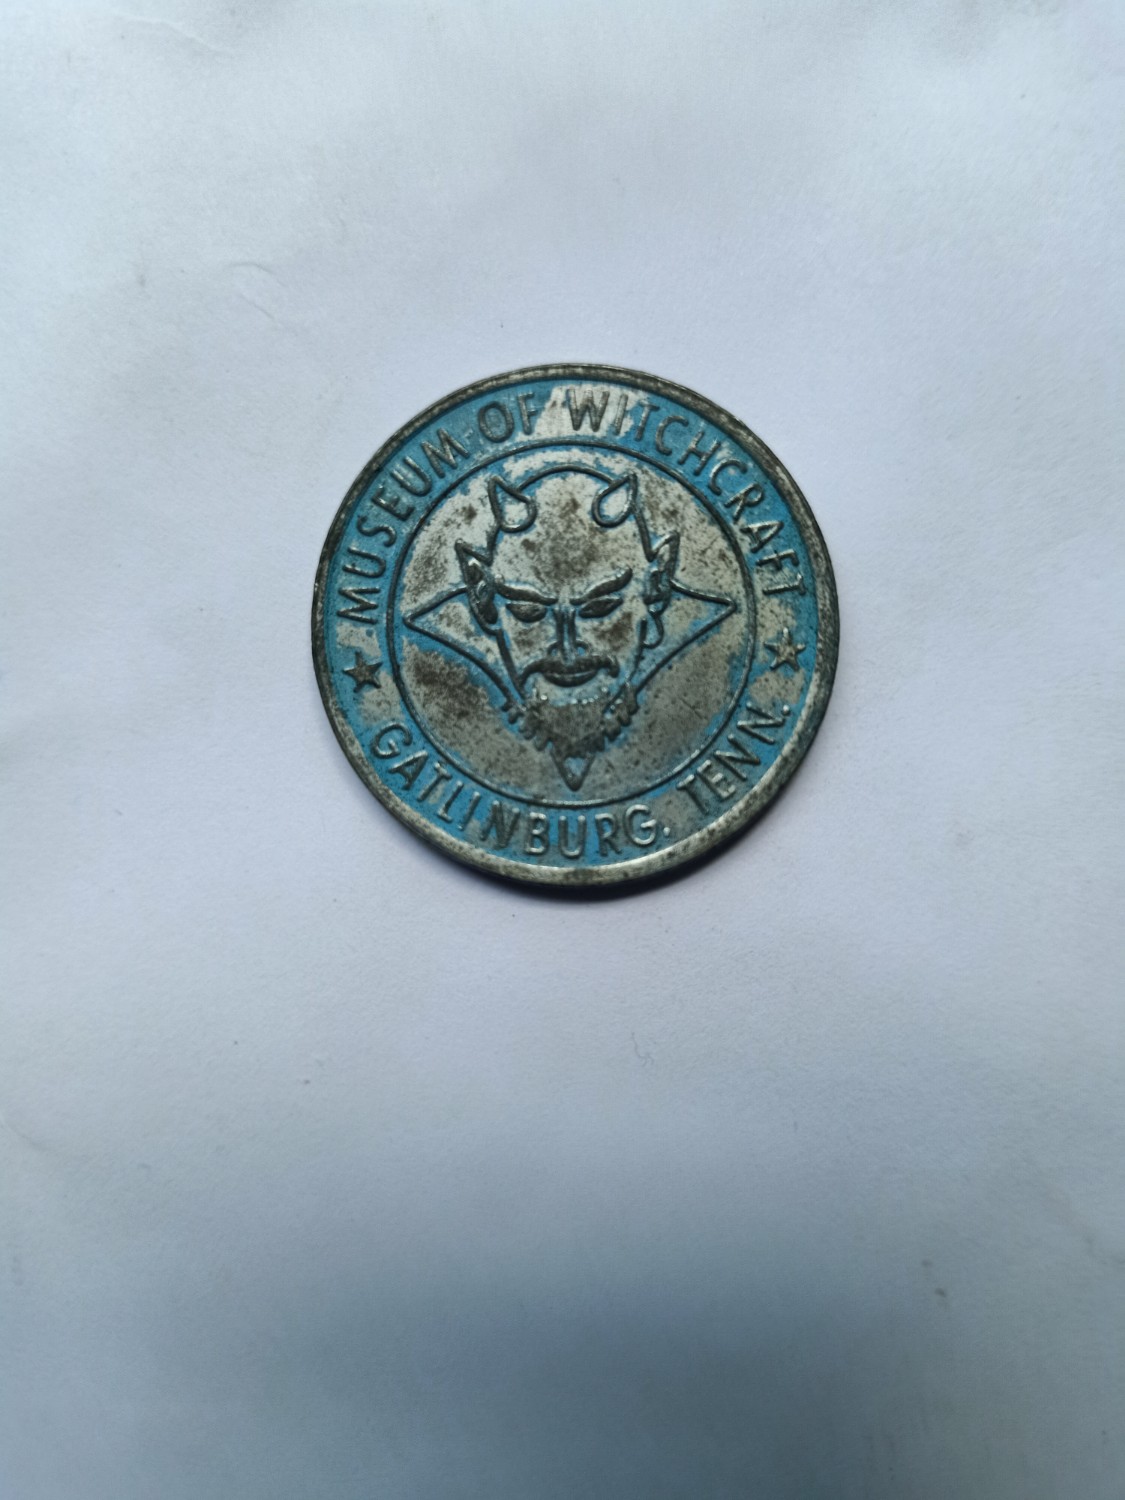 MUSEUM OF WITCHCRAFT
GATLINBURG. TENN.